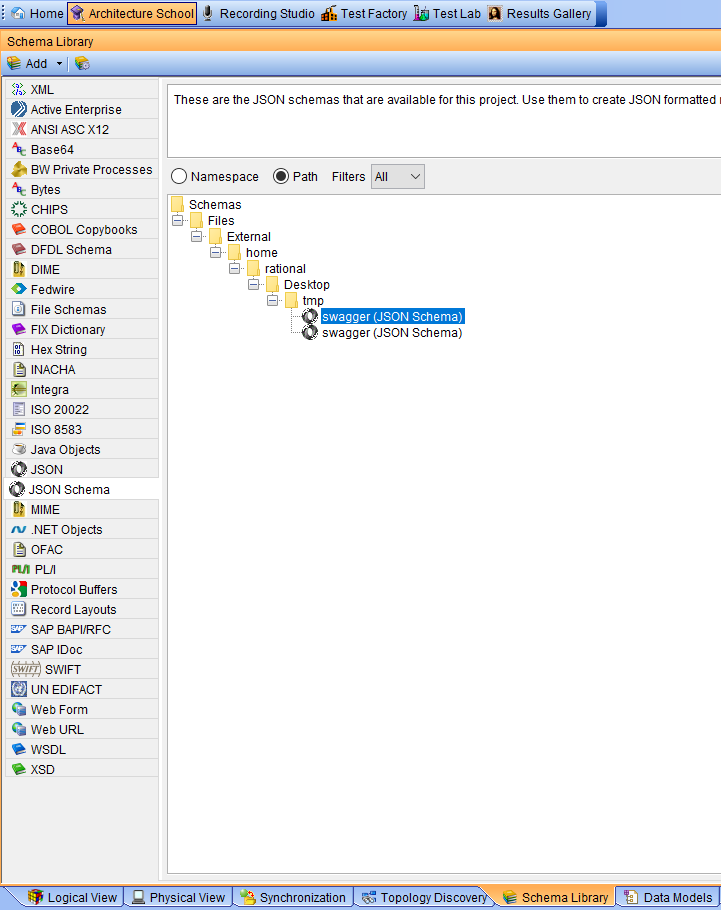 Home Architecture School Recording Studio Test Factory Test Lab Results Gallery
Schema Library
Add
XML
Active Enterprise
ANSI ASC X12
Base64
BW Private Processes
Bytes
CHIPS
COBOL Copybooks
DFDL Schema
DIME
Fedwire
File Schemas
FIX Dictionary
Hex String
INACHA
Integra
ISO 20022
ISO 8583
Java Objects
JSON
JSON Schema
MIME
.NET Objects
OFAC
PL/I PL/I
Protocol Buffers
Record Layouts
SAP SAP BAPI/RFC
SAP SAP IDoc
SWIFT SWIFT
UN EDIFACT
Web Form
Web URL
WSDL
XSD
These are the JSON schemas that are available for this project. Use them to create JSON formatted
Namespace Path Filters All
Schemas
Files
External
home
rational
Desktop
tmp
swagger (JSON Schema)
swagger (JSON Schema)
Logical View Physical View Synchronization Topology Discovery Schema Library Data Models